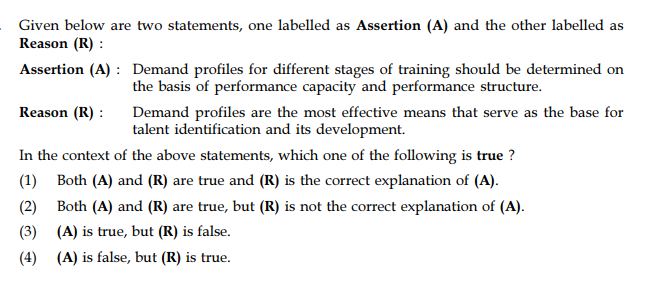 Given below are two statements, one labelled as Assertion (A) and the other labelled as
Reason (R) :
Assertion (A) : Demand profiles for different stages of training should be determined on
the basis of performance capacity and performance structure.
Reason (R) : Demand profiles are the most effective means that serve as the base for
talent identification and its development.
In the context of the above statements, which one of the following is true ?
(1) Both (A) and (R) are true and (R) is the correct explanation of (A).
(2) Both (A) and (R) are true, but (R) is not the correct explanation of (A).
(3) (A) is true, but (R) is false.
(4) (A) is false, but (R) is true.